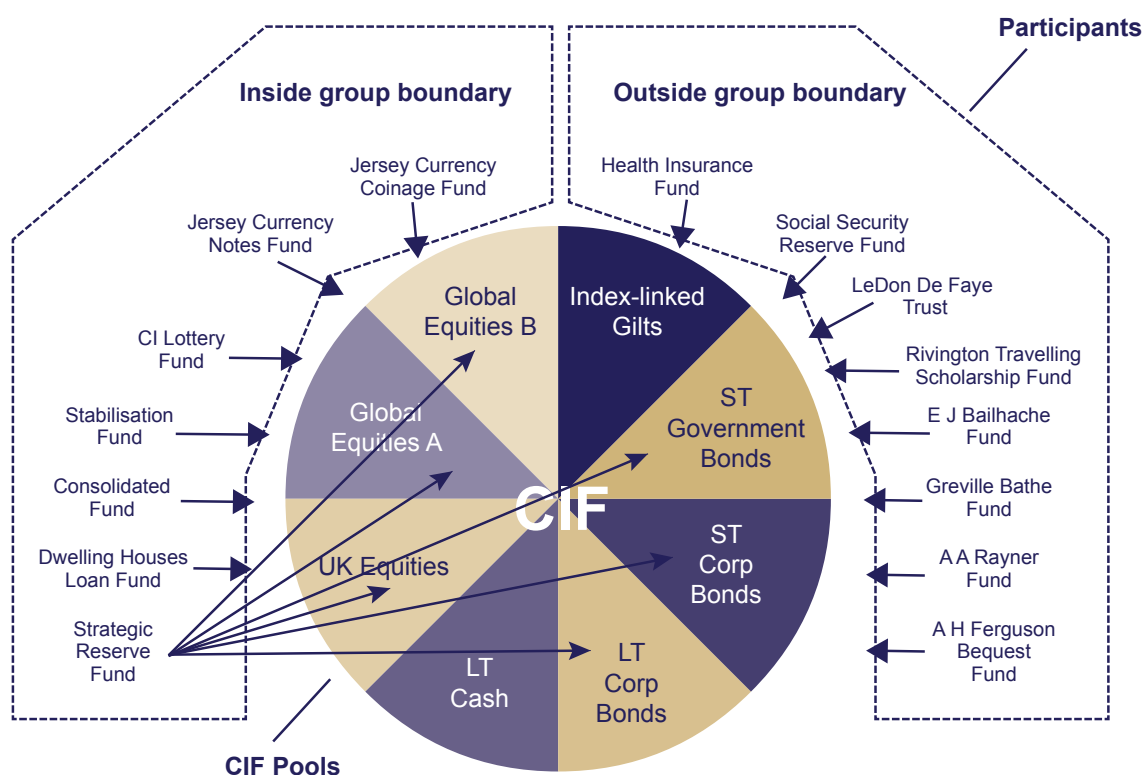 Participants
Inside group boundary
Outside group boundary
Jersey Currency
Coinage Fund
Health Insurance
Fund
Jersey Currency
Notes Fund
Social Security
Reserve Fund
LeDon De Faye
Trust
CI Lottery
Fund
Rivington Travelling
Scholarship Fund
Stabilisation
Fund
E J Bailhache
Fund
Consolidated
Fund
Greville Bathe
Fund
Dwelling Houses
Loan Fund
A A Rayner
Fund
Strategic
Reserve
Fund
A H Ferguson
Bequest
Fund
Global
Equities B
Index-linked
Gilts
Global
Equities A
ST
Government
Bonds
CIF
UK Equities
ST
Corp
Bonds
LT
Cash
LT
Corp
Bonds
CIF Pools